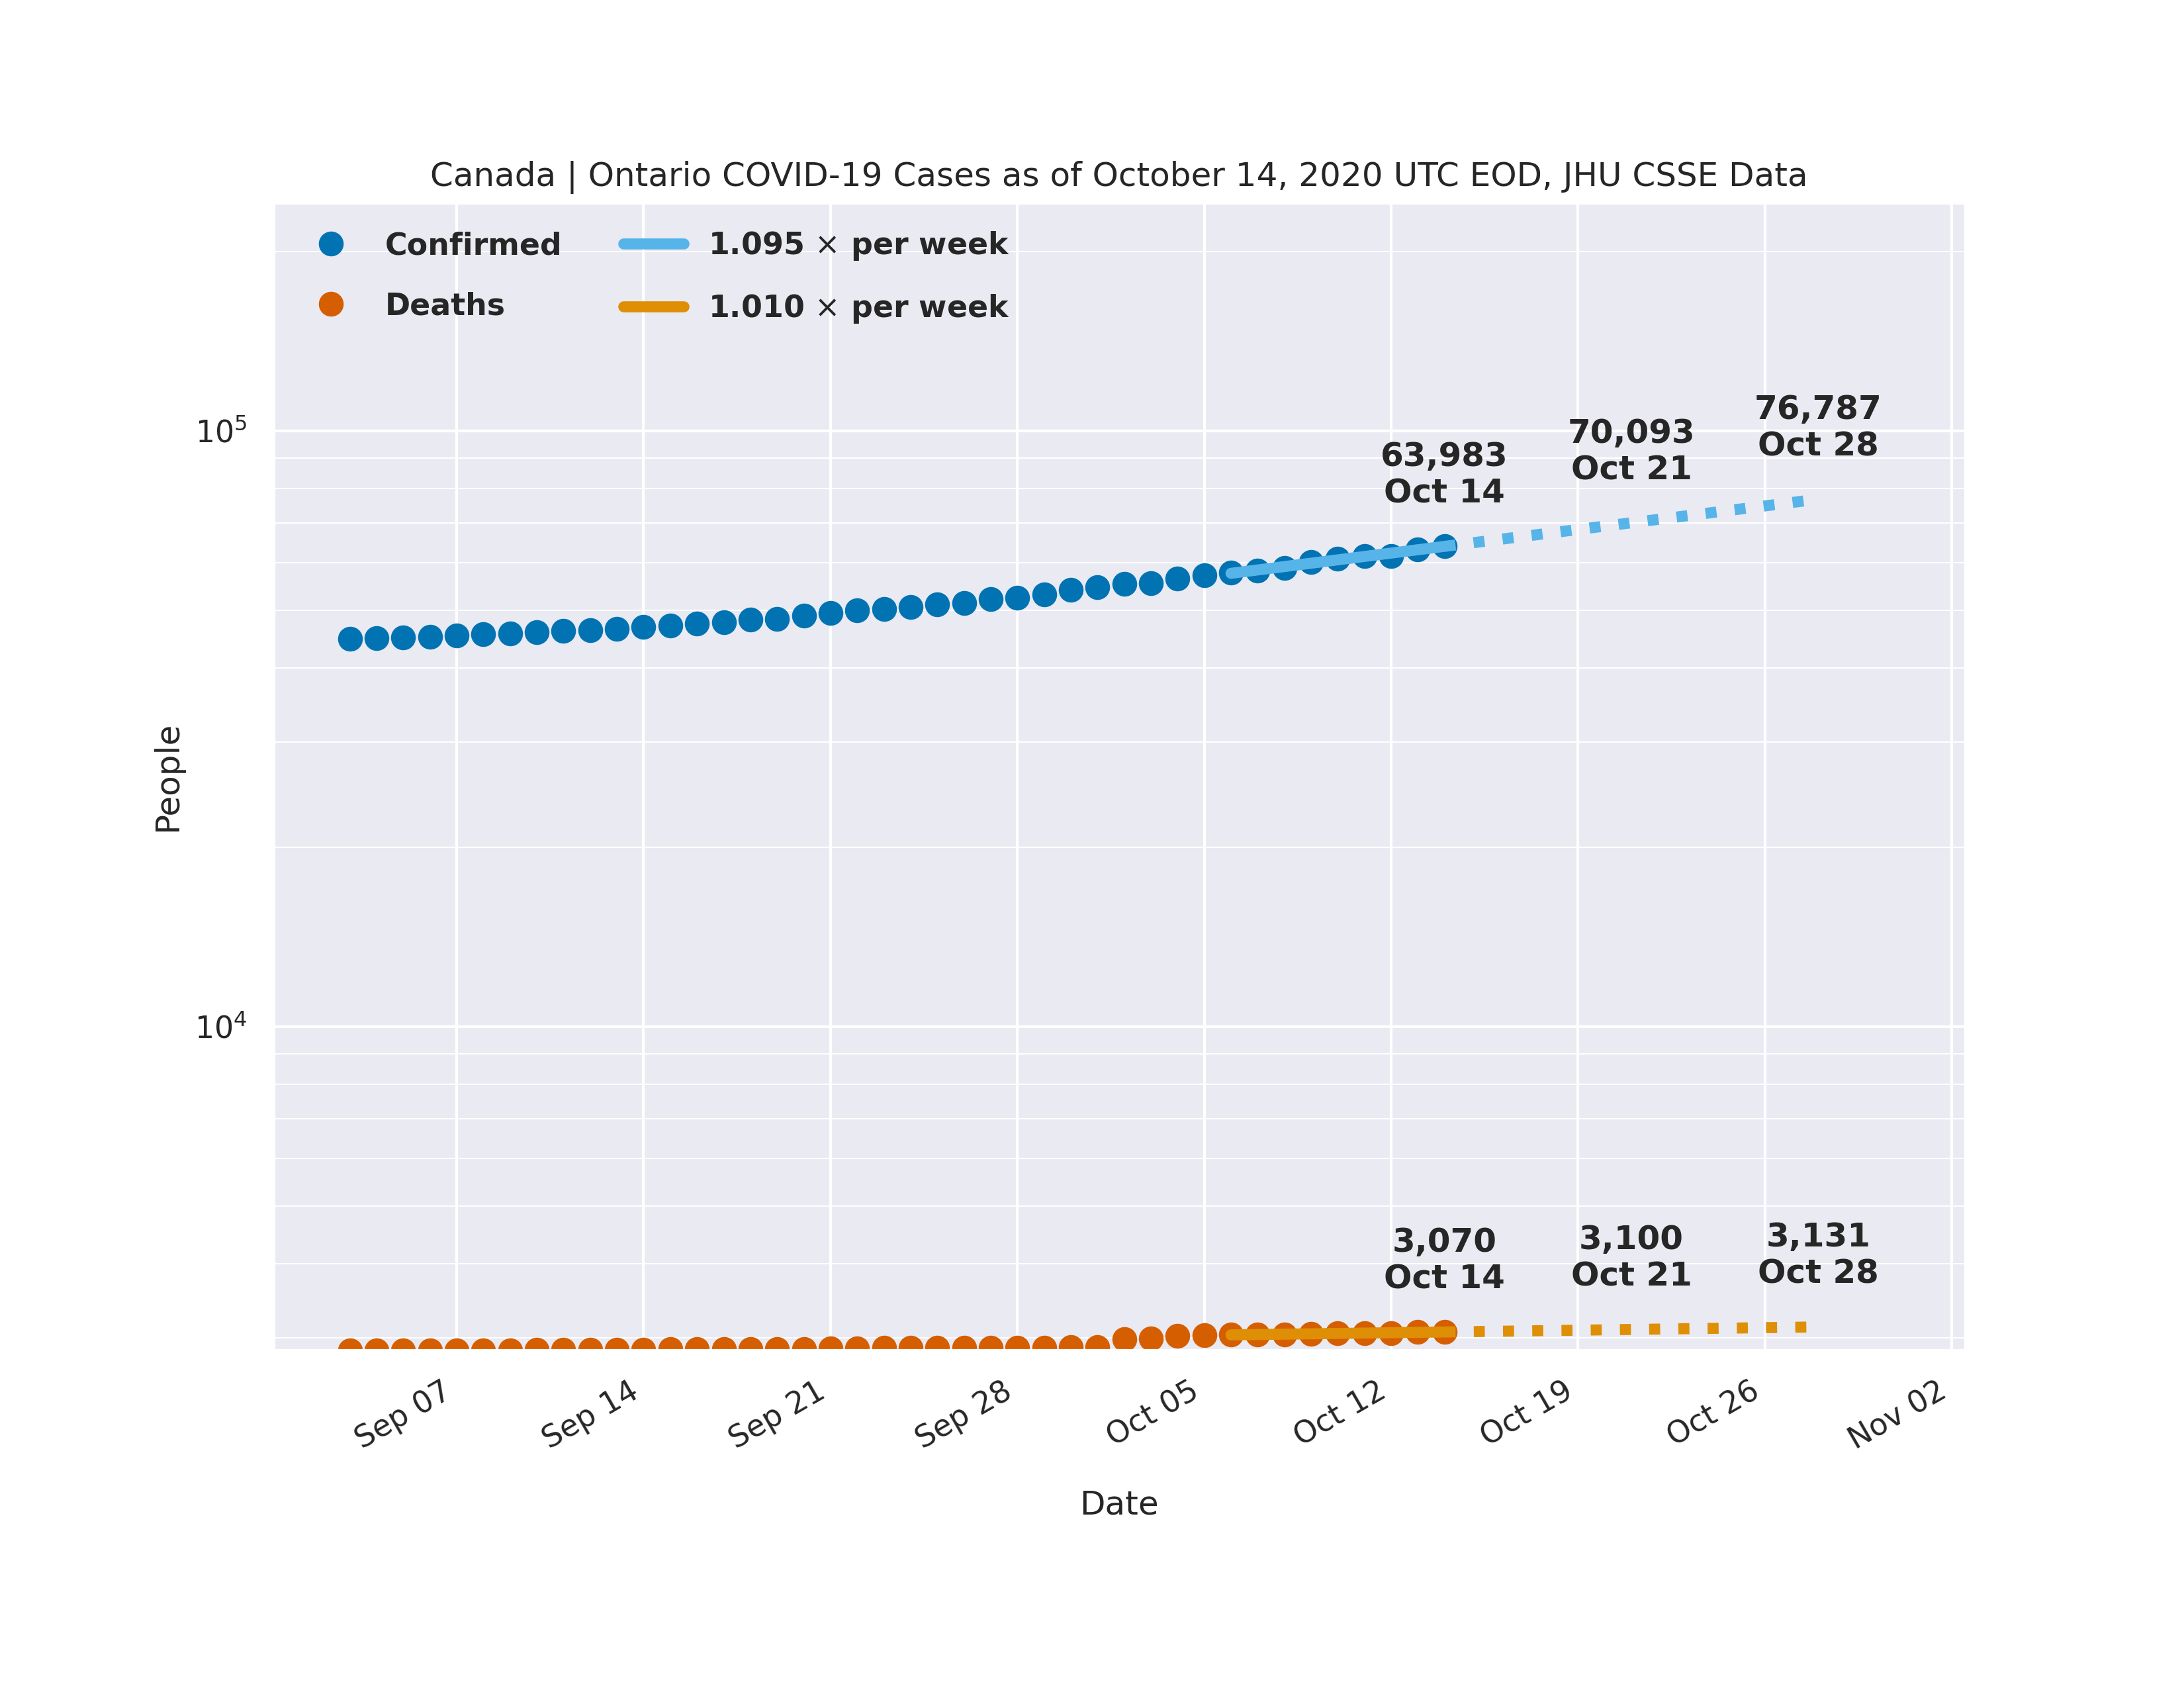 Canada | Ontario COVID-19 Cases as of October 14, 2020 UTC EOD, JHU CSSE Data
Confirmed
Deaths
1.095 × per week
1.010 × per week
10⁵
10⁴
People
63,983
Oct 14
70,093
Oct 21
76,787
Oct 28
3,070
Oct 14
3,100
Oct 21
3,131
Oct 28
Sep 07
Sep 14
Sep 21
Sep 28
Oct 05
Oct 12
Oct 19
Oct 26
Nov 02
Date